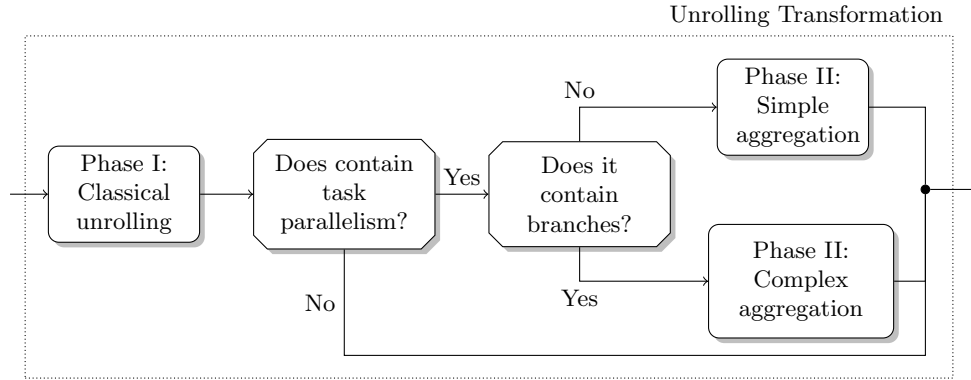 Unrolling Transformation
Phase I:
Classical
unrolling
Does contain
task
parallelism?
Yes
No
Does it
contain
branches?
No
Yes
Phase II:
Simple
aggregation
Phase II:
Complex
aggregation